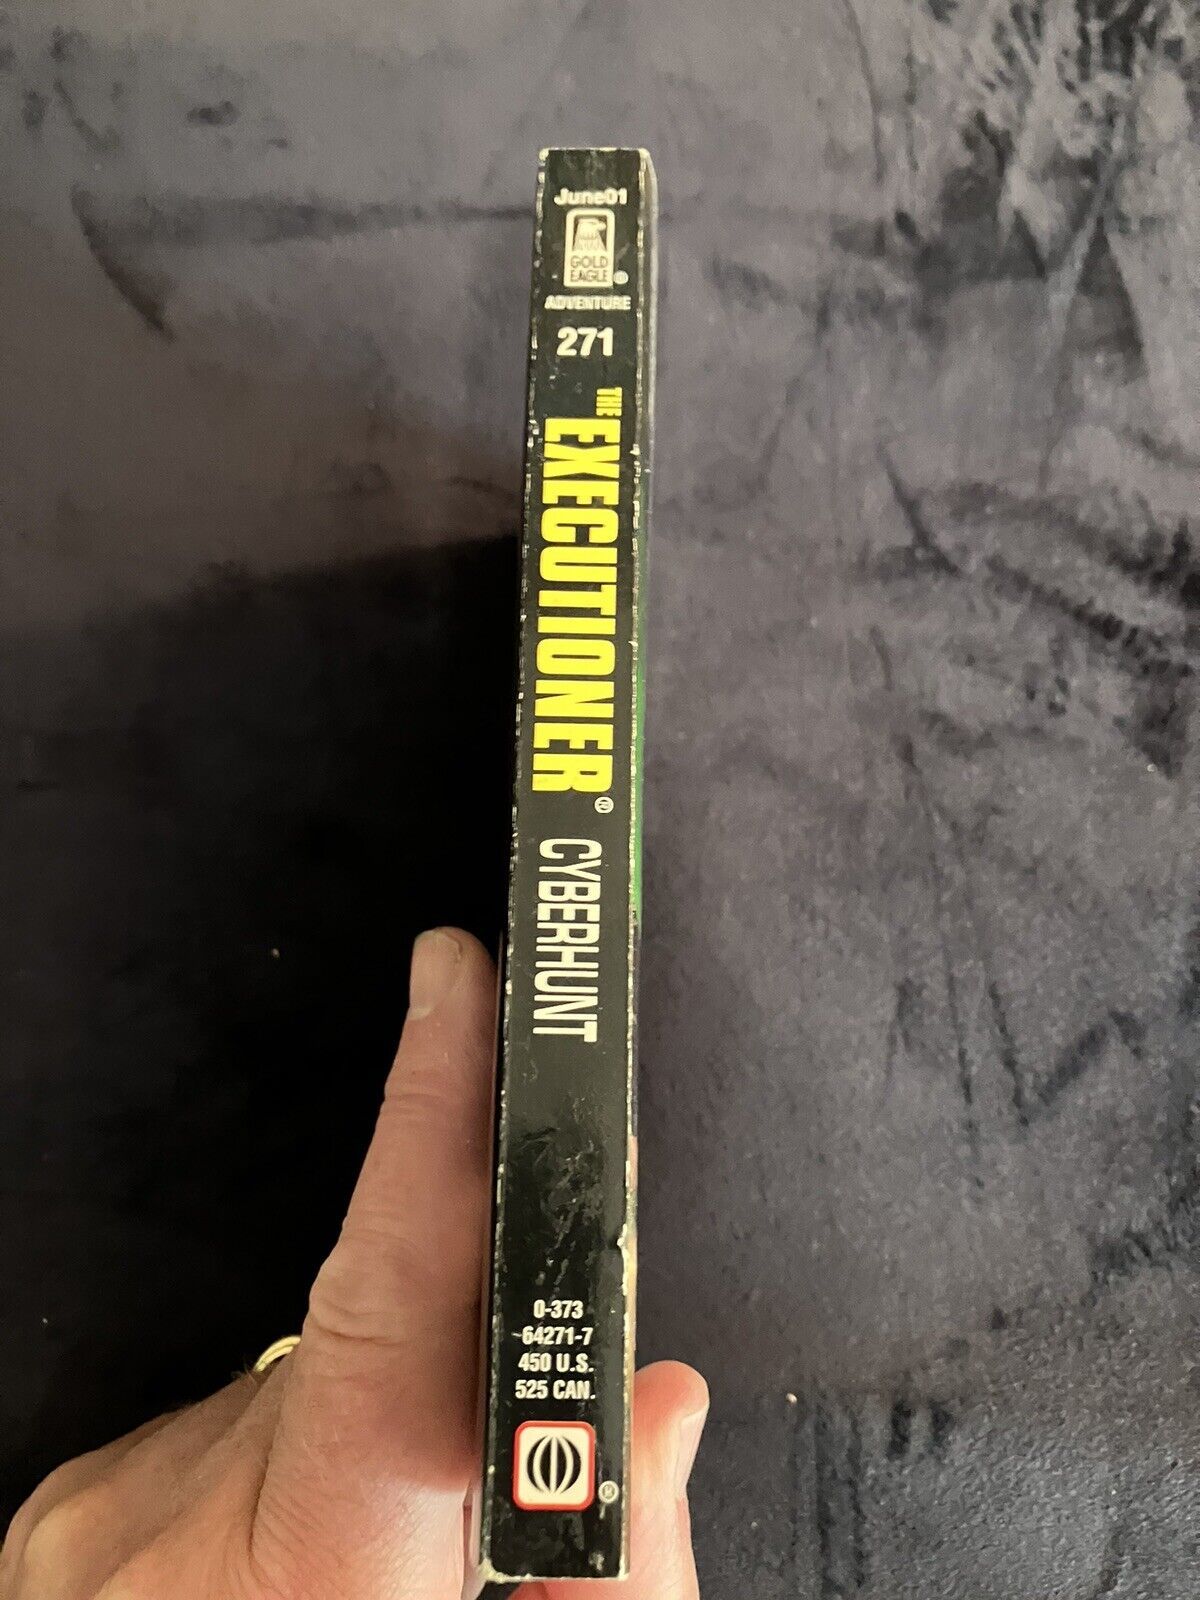 June01
GOLD
EAGLE®
ADVENTURE
271
THE EXECUTIONER®
CYBERHUNT
0-373
64271-7
450 U.S.
525 CAN.
®